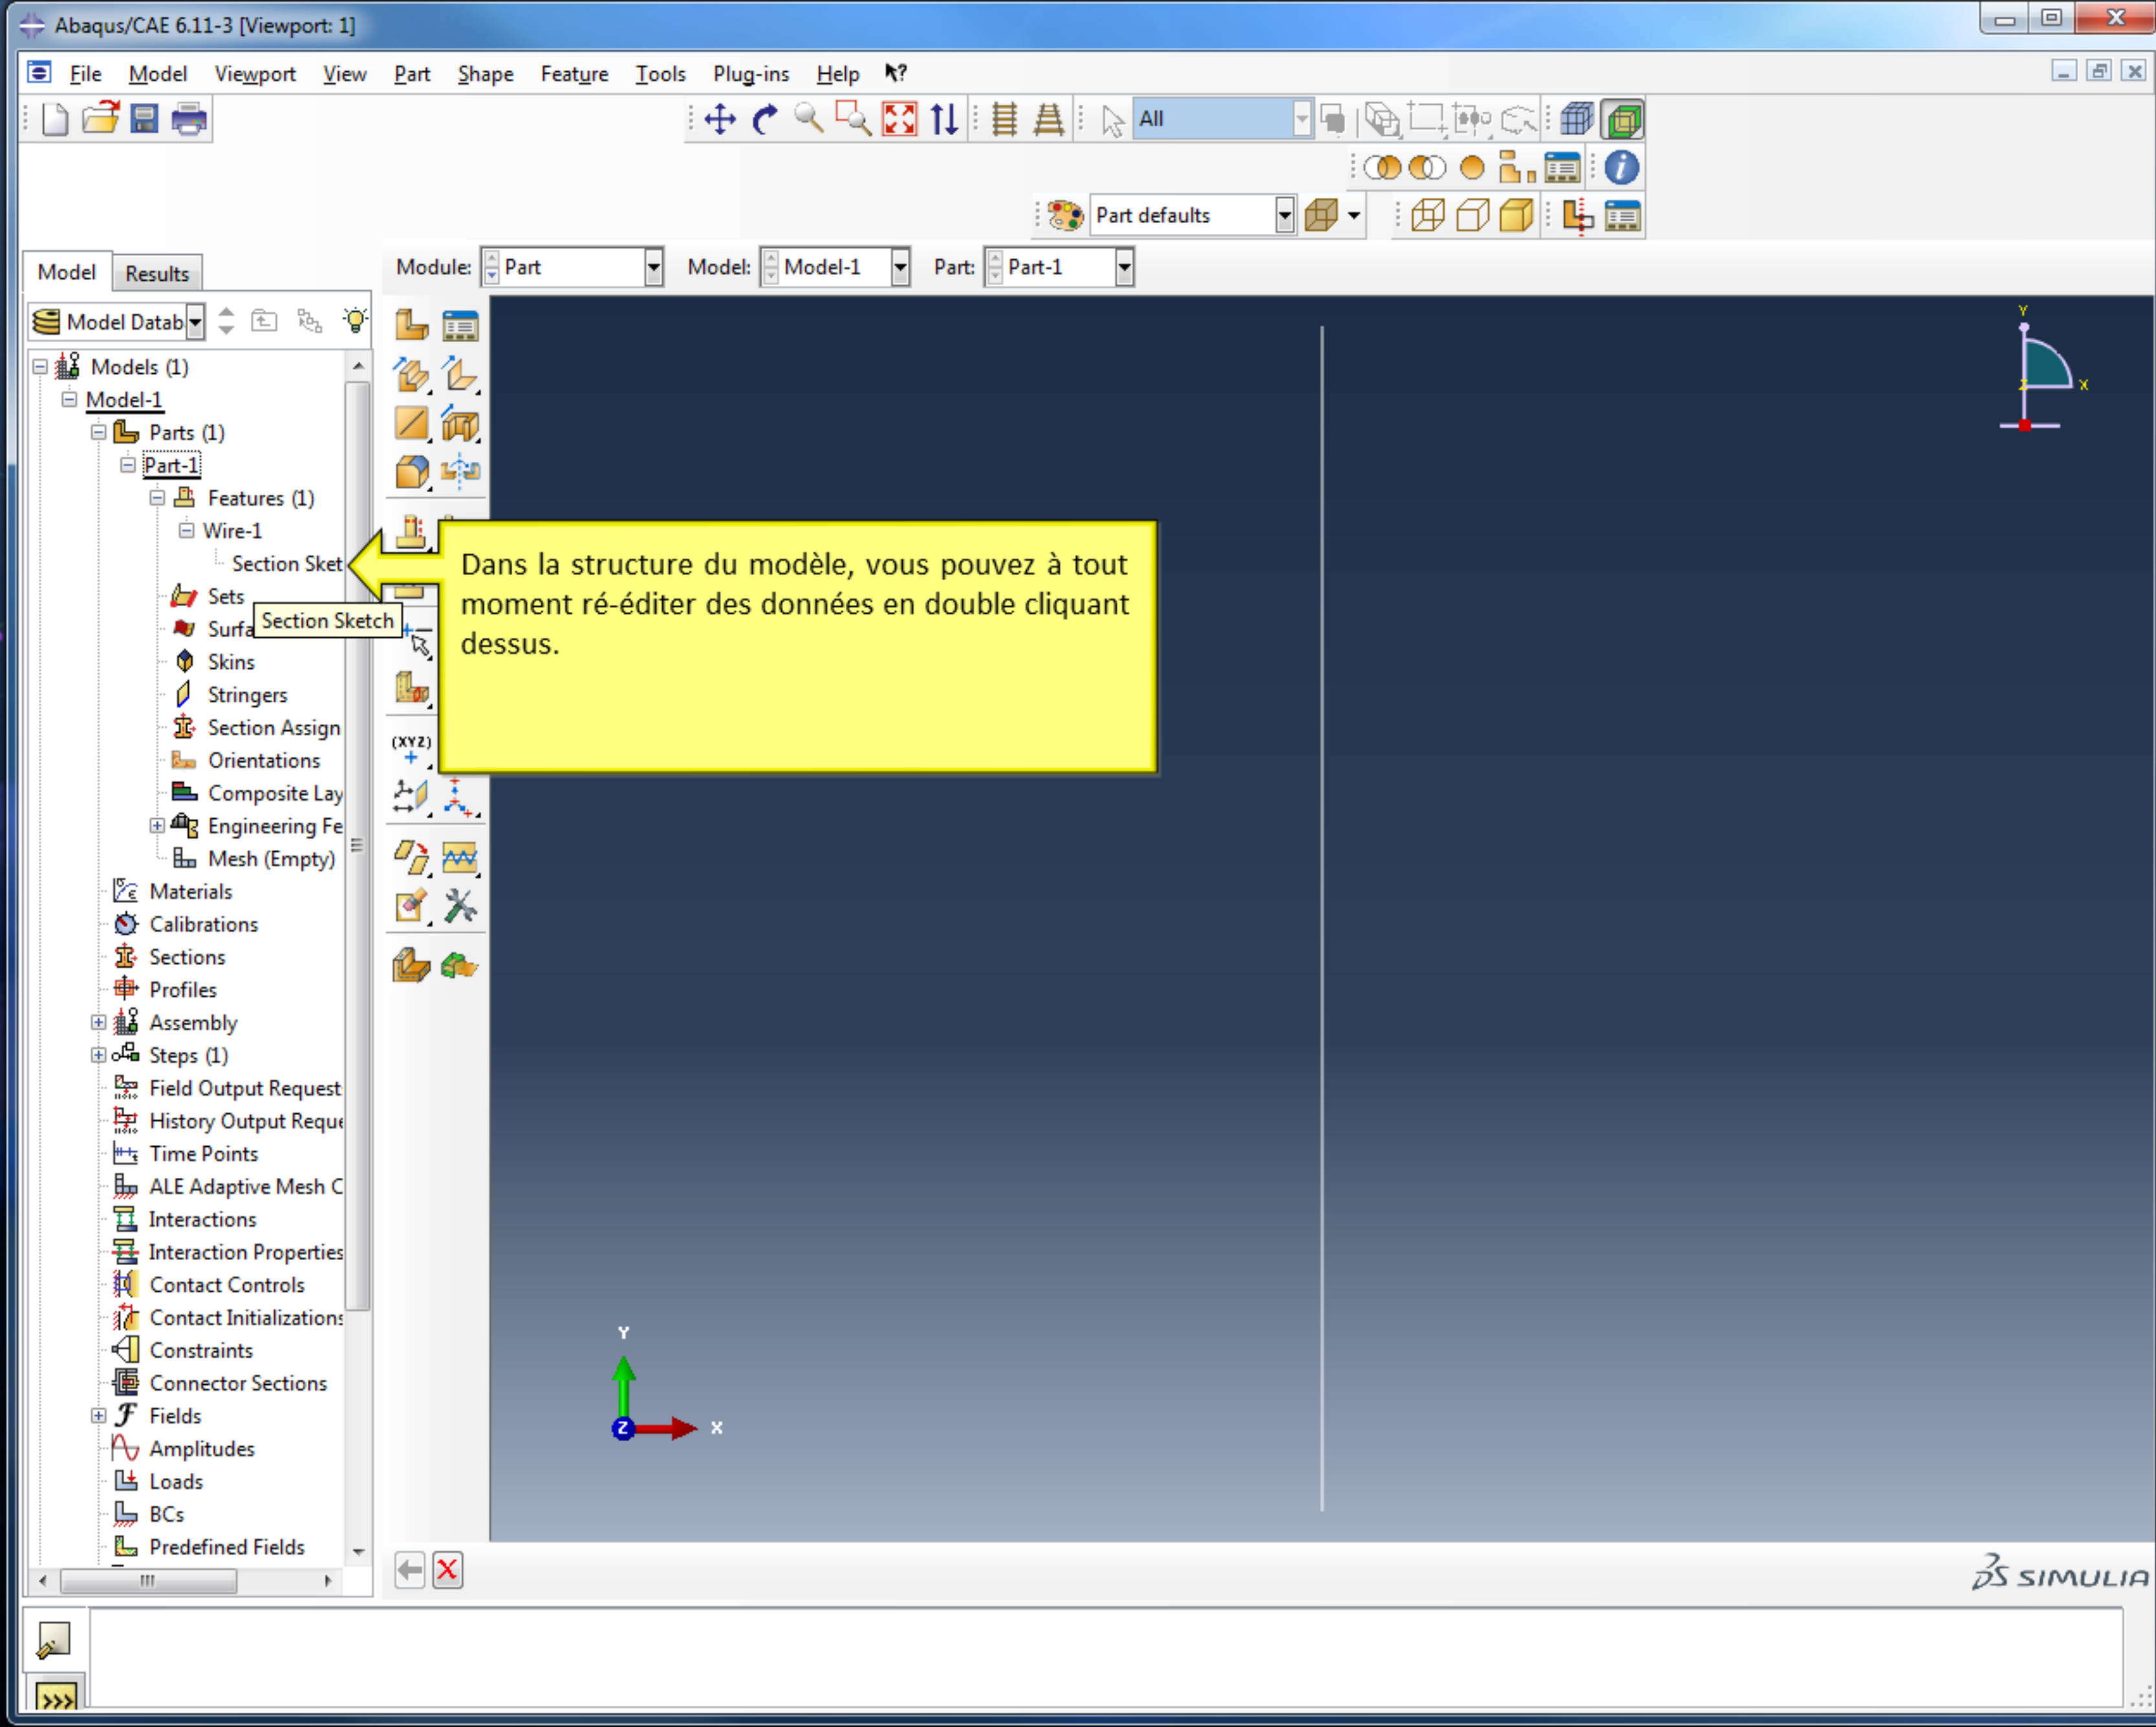 Abaqus/CAE 6.11-3 [Viewport: 1]
File Model Viewport View Part Shape Feature Tools Plug-ins Help ?
All
Part defaults
Model Results
Module: Part Model: Model-1 Part: Part-1
Model Datab
Models (1)
Model-1
Parts (1)
Part-1
Features (1)
Wire-1
Section Sket
Sets
Surfa
Section Sketch
Skins
Stringers
Section Assign
Orientations
Composite Lay
Engineering Fe
Mesh (Empty)
Materials
Calibrations
Sections
Profiles
Assembly
Steps (1)
Field Output Request
History Output Reque
Time Points
ALE Adaptive Mesh C
Interactions
Interaction Properties
Contact Controls
Contact Initializations
Constraints
Connector Sections
Fields
Amplitudes
Loads
BCs
Predefined Fields
(XYZ)
Dans la structure du modèle, vous pouvez à tout
moment ré-éditer des données en double cliquant
dessus.
Y
Z X
Y
Z X
SIMULIA
>>>